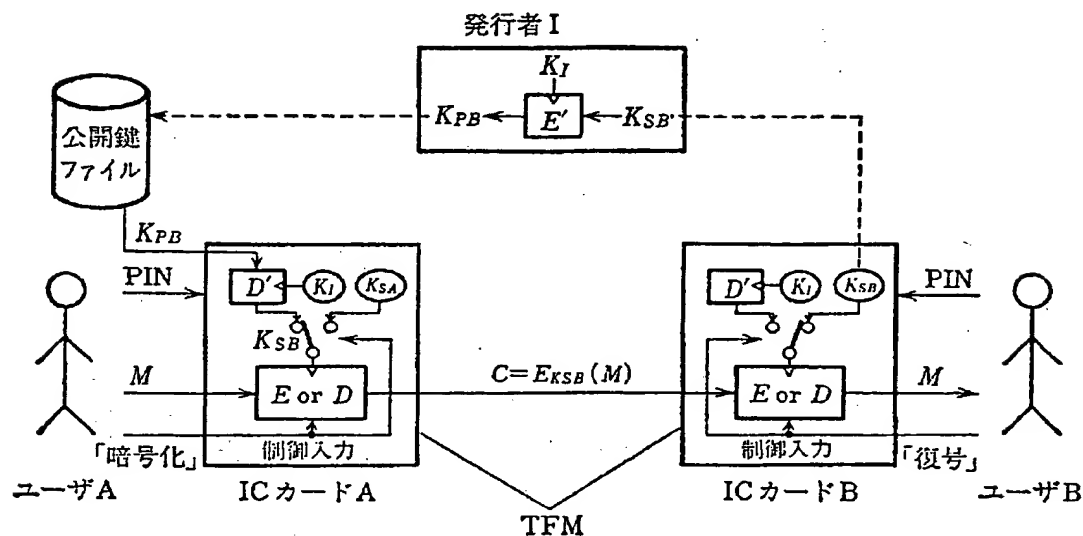 発行者 I
K_I
K_PB
E'
K_SB
公開鍵
ファイル
K_PB
PIN
D'
K_I
K_SA
K_SB
M
E or D
「暗号化」
制御入力
ユーザA
ICカードA
C=E_KSB(M)
TFM
D'
K_I
K_SB
PIN
E or D
M
制御入力
「復号」
ICカードB
ユーザB